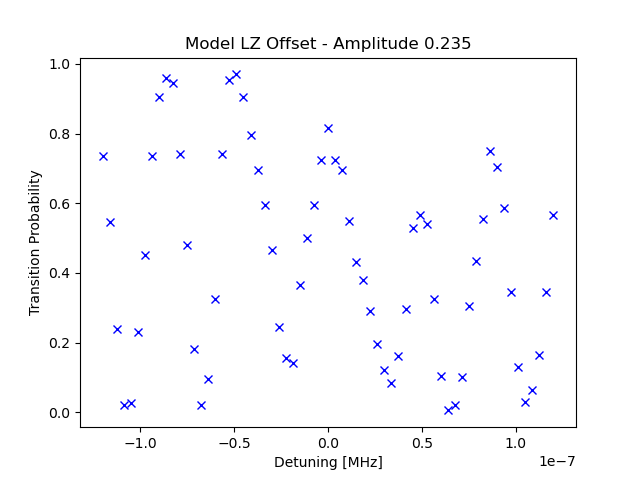 Model LZ Offset - Amplitude 0.235
Transition Probability
1.0
0.8
0.6
0.4
0.2
0.0
−1.0 −0.5 0.0 0.5 1.0
1e−7
Detuning [MHz]